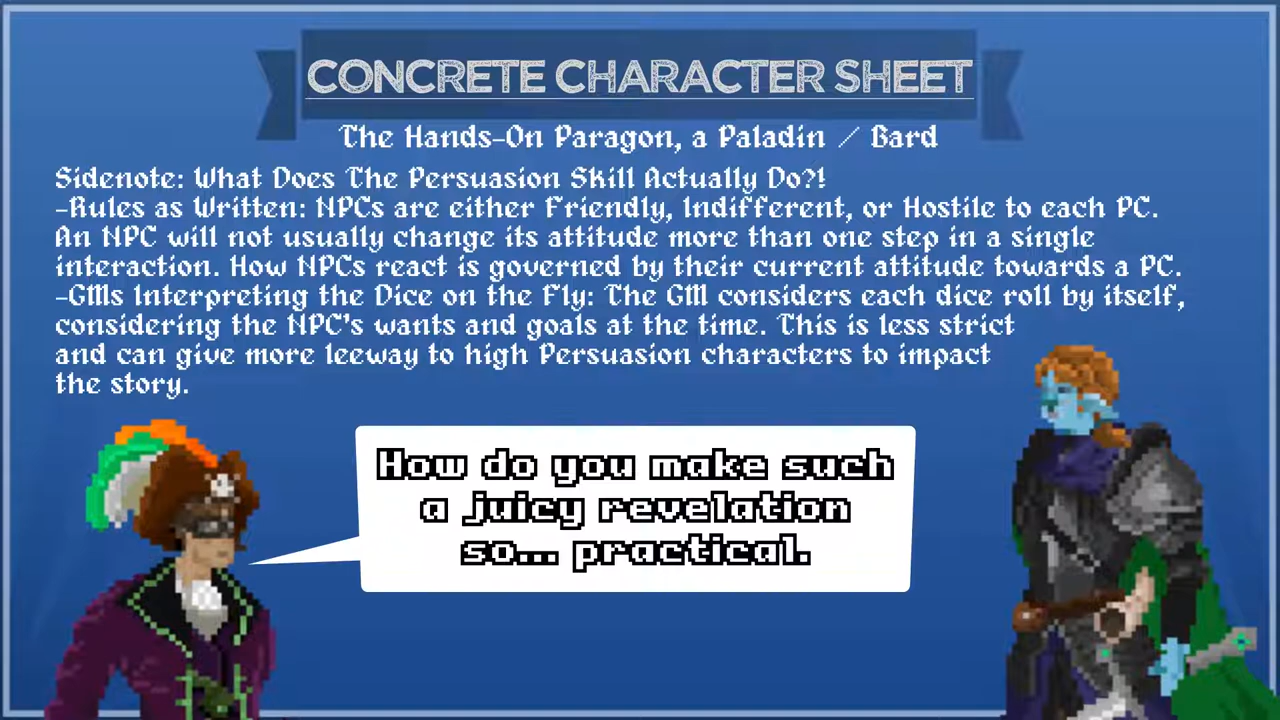 CONCRETE CHARACTER SHEET
The Hands-On Paragon, a Paladin / Bard
Sidenote: What Does The Persuasion Skill Actually Do?!
-Rules as Written: NPCs are either Friendly, Indifferent, or Hostile to each PC.
An NPC will not usually change its attitude more than one step in a single
interaction. How NPCs react is governed by their current attitude towards a PC.
-GMs Interpreting the Dice on the Fly: The GM considers each dice roll by itself,
considering the NPC's wants and goals at the time. This is less strict
and can give more leeway to high Persuasion characters to impact
the story.
How do you make such
a juicy revelation
so... practical.